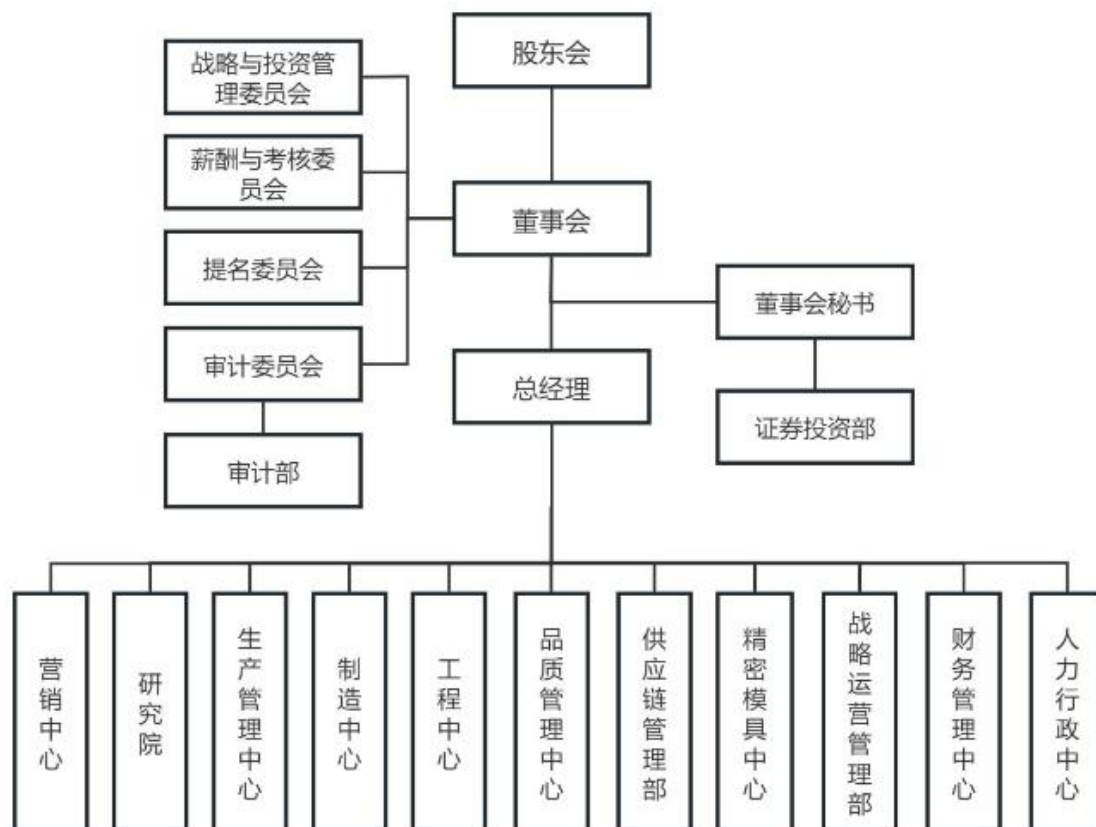 股东会
战略与投资管
理委员会
薪酬与考核委
员会
董事会
提名委员会
董事会秘书
审计委员会
总经理
证券投资部
审计部
营销中心
研究院
生产管理中心
制造中心
工程中心
品质管理中心
供应链管理部
精密模具中心
战略运营管理部
财务管理中心
人力行政中心